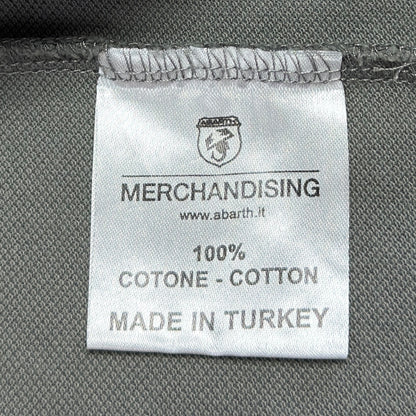 ABARTH
MERCHANDISING
www.abarth.it
100%
COTONE - COTTON
MADE IN TURKEY